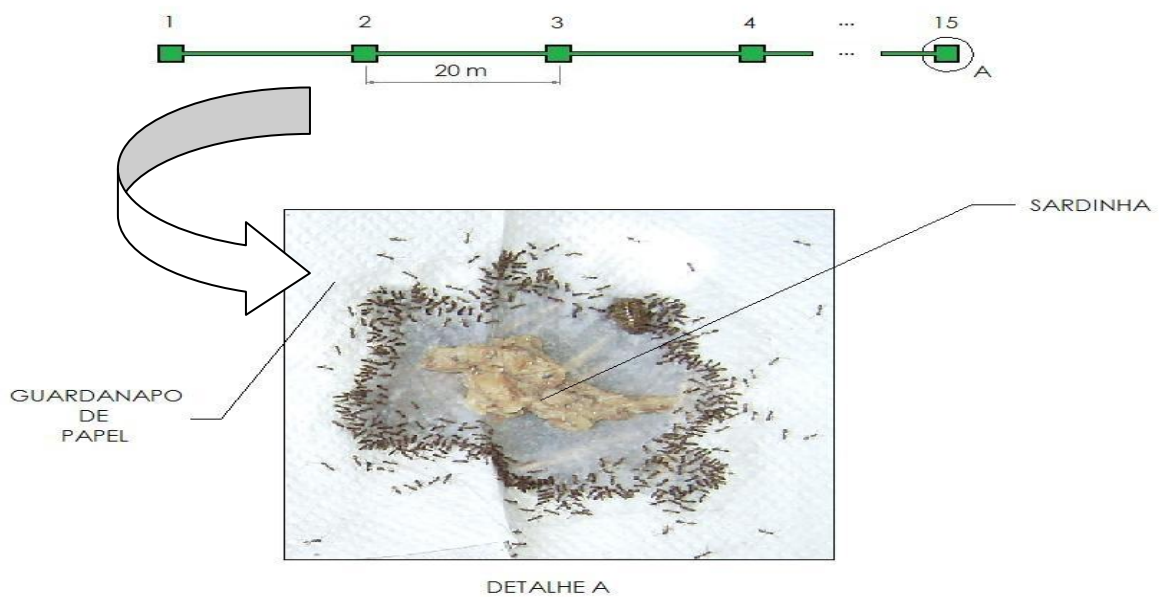 1 2 3 4 ... 15
...
A
20 m
SARDINHA
GUARDANAPO
DE
PAPEL
DETALHE A